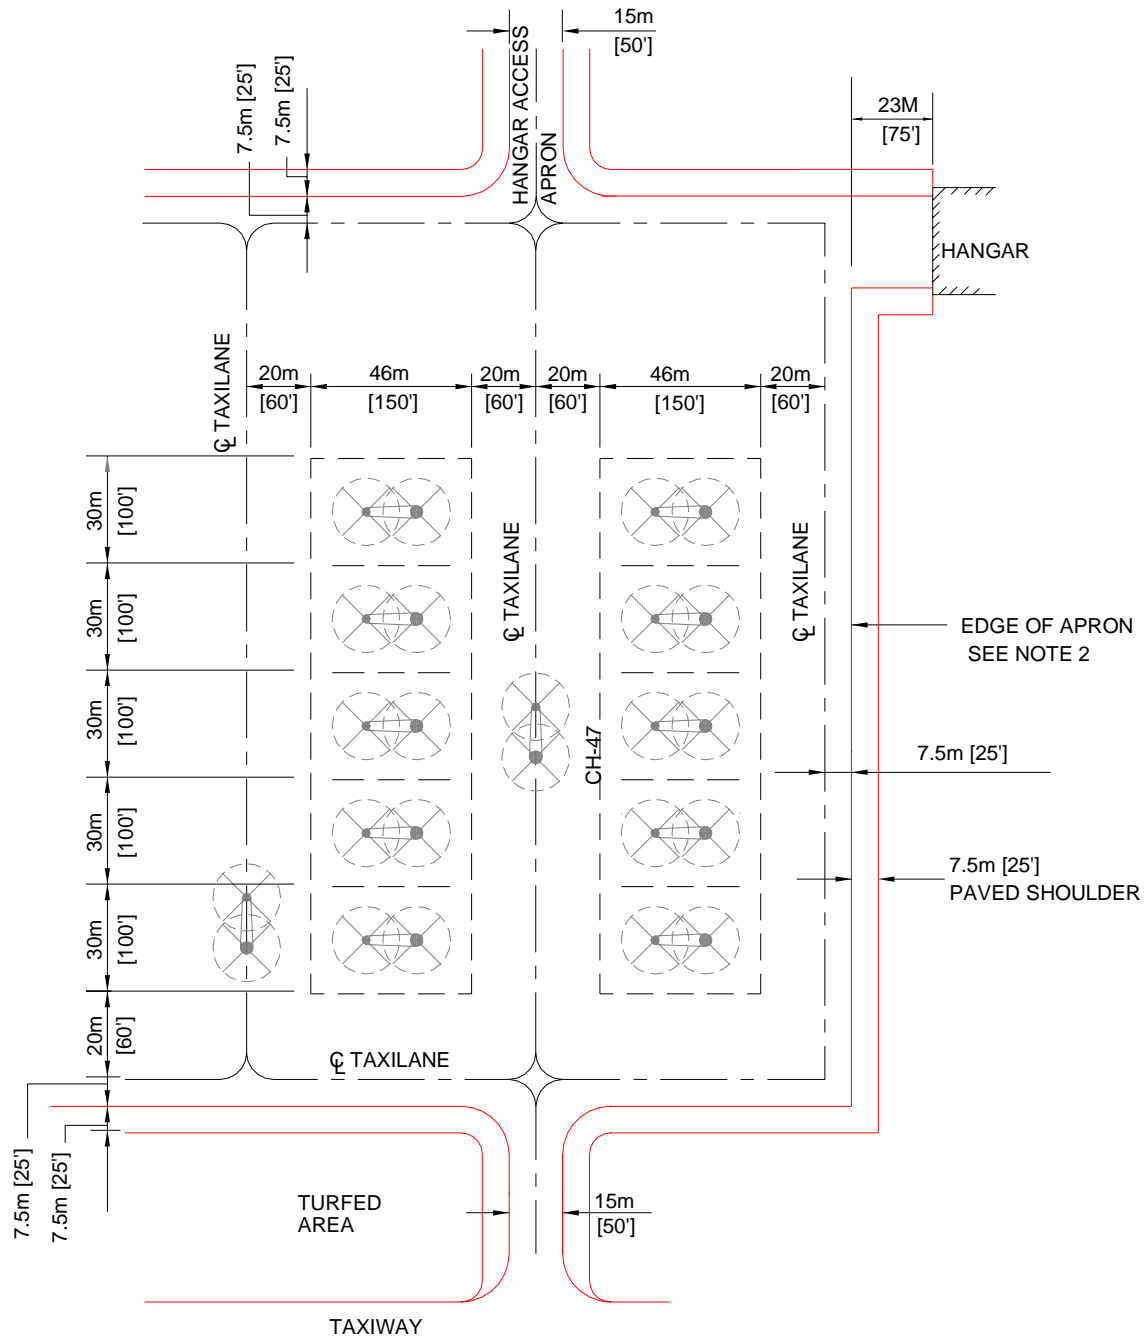 15m
[50']
HANGAR ACCESS
APRON
7.5m [25']
7.5m [25']
23M
[75']
HANGAR
℄ TAXILANE
20m
[60']
46m
[150']
20m
[60']
20m
[60']
46m
[150']
20m
[60']
30m
[100']
30m
[100']
30m
[100']
30m
[100']
30m
[100']
20m
[60']
℄ TAXILANE
℄ TAXILANE
CH-47
EDGE OF APRON
SEE NOTE 2
7.5m [25']
7.5m [25']
PAVED SHOULDER
℄ TAXILANE
7.5m [25']
7.5m [25']
TURFED
AREA
15m
[50']
TAXIWAY